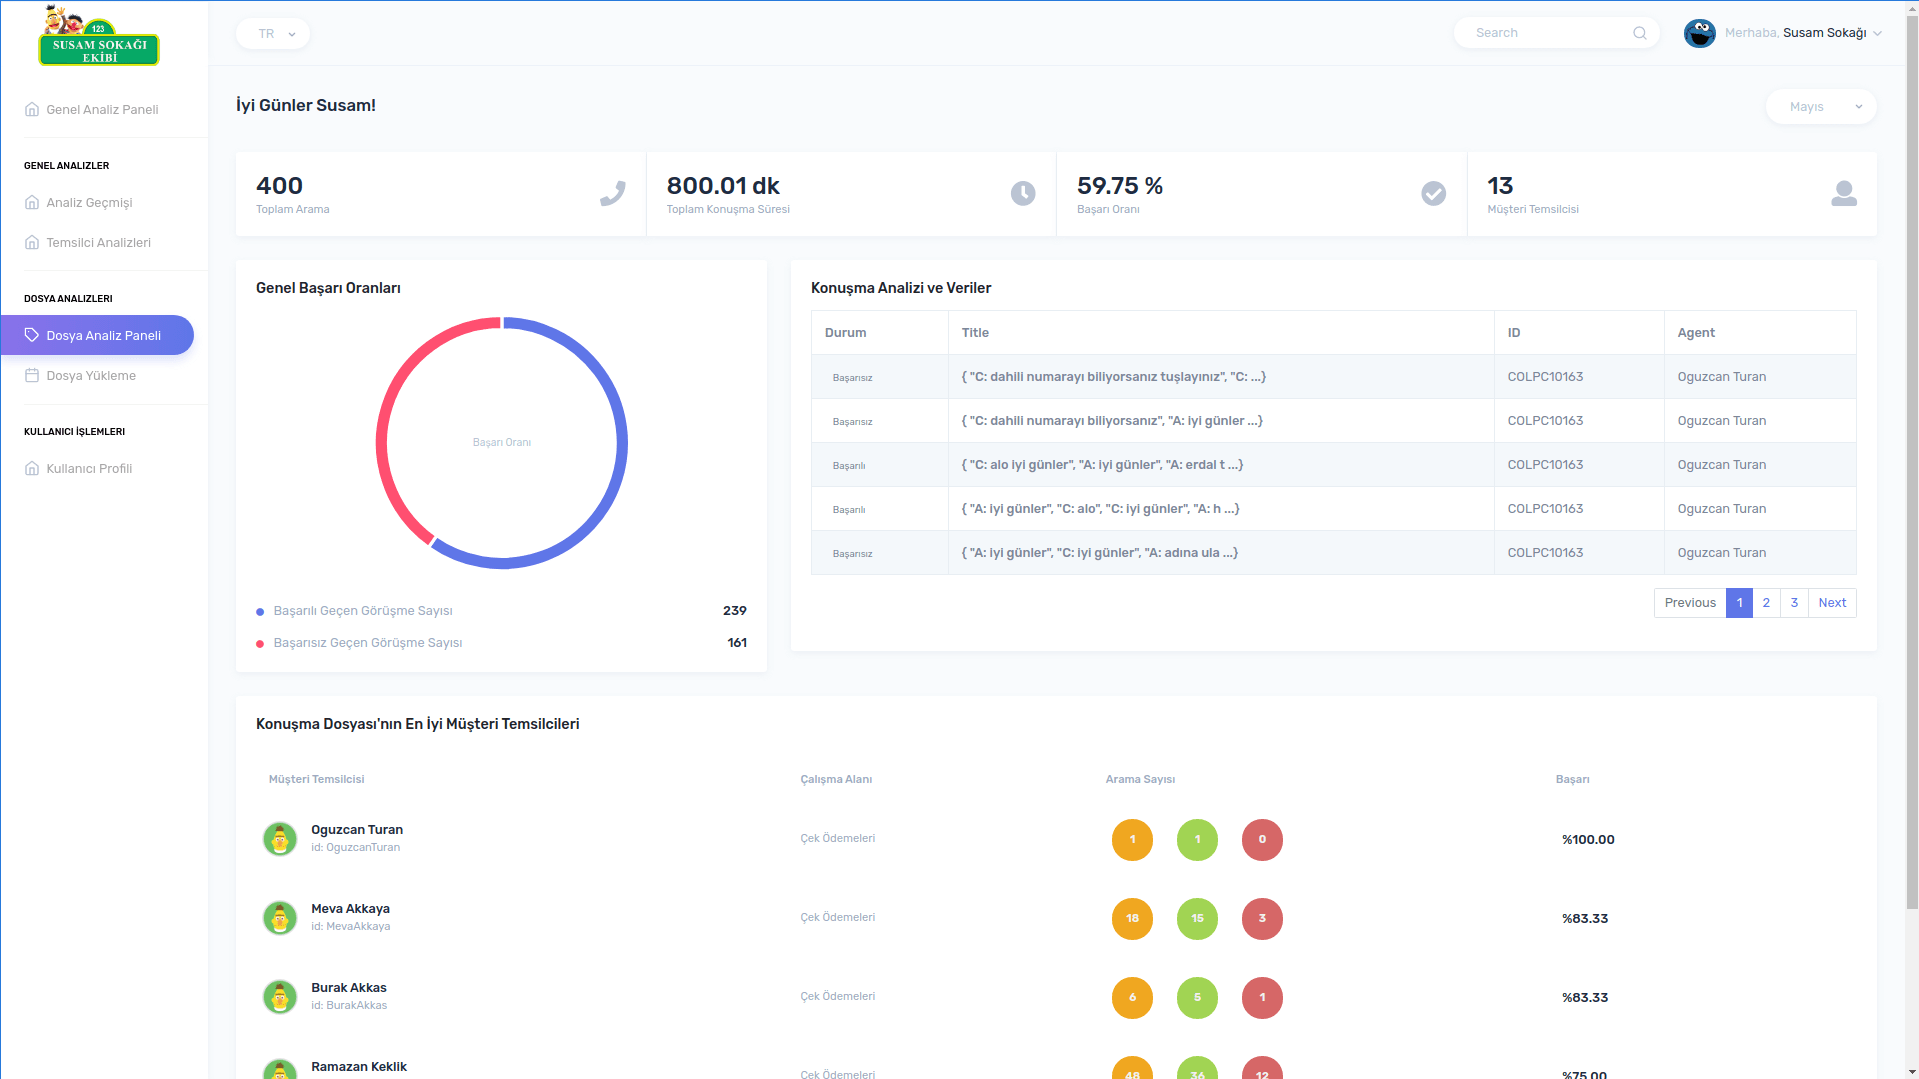 123
SUSAM SOKAĞI
EKİBİ
TR
Search
Merhaba, Susam Sokağı
Genel Analiz Paneli
GENEL ANALIZLER
Analiz Geçmişi
Temsilci Analizleri
DOSYA ANALIZLERI
Dosya Analiz Paneli
Dosya Yükleme
KULLANICI İŞLEMLERI
Kullanıcı Profili
İyi Günler Susam!
Mayıs
400
Toplam Arama
800.01 dk
Toplam Konuşma Süresi
59.75 %
Başarı Oranı
13
Müşteri Temsilcisi
Genel Başarı Oranları
Başarı Oranı
Başarılı Geçen Görüşme Sayısı 239
Başarısız Geçen Görüşme Sayısı 161
Konuşma Analizi ve Veriler
Durum Title ID Agent
Başarısız { "C: dahili numarayı biliyorsanız tuşlayınız", "C: ...} COLPC10163 Oguzcan Turan
Başarısız { "C: dahili numarayı biliyorsanız", "A: iyi günler ...} COLPC10163 Oguzcan Turan
Başarılı { "C: alo iyi günler", "A: iyi günler", "A: erdal t ...} COLPC10163 Oguzcan Turan
Başarılı { "A: iyi günler", "C: alo", "C: iyi günler", "A: h ...} COLPC10163 Oguzcan Turan
Başarısız { "A: iyi günler", "C: iyi günler", "A: adına ula ...} COLPC10163 Oguzcan Turan
Previous 1 2 3 Next
Konuşma Dosyası'nın En İyi Müşteri Temsilcileri
Müşteri Temsilcisi Çalışma Alanı Arama Sayısı Başarı
Oguzcan Turan
id: OguzcanTuran
Çek Ödemeleri 1 1 0 %100.00
Meva Akkaya
id: MevaAkkaya
Çek Ödemeleri 18 15 3 %83.33
Burak Akkas
id: BurakAkkas
Çek Ödemeleri 6 5 1 %83.33
Ramazan Keklik
Çek Ödemeleri 48 36 12 %75.00